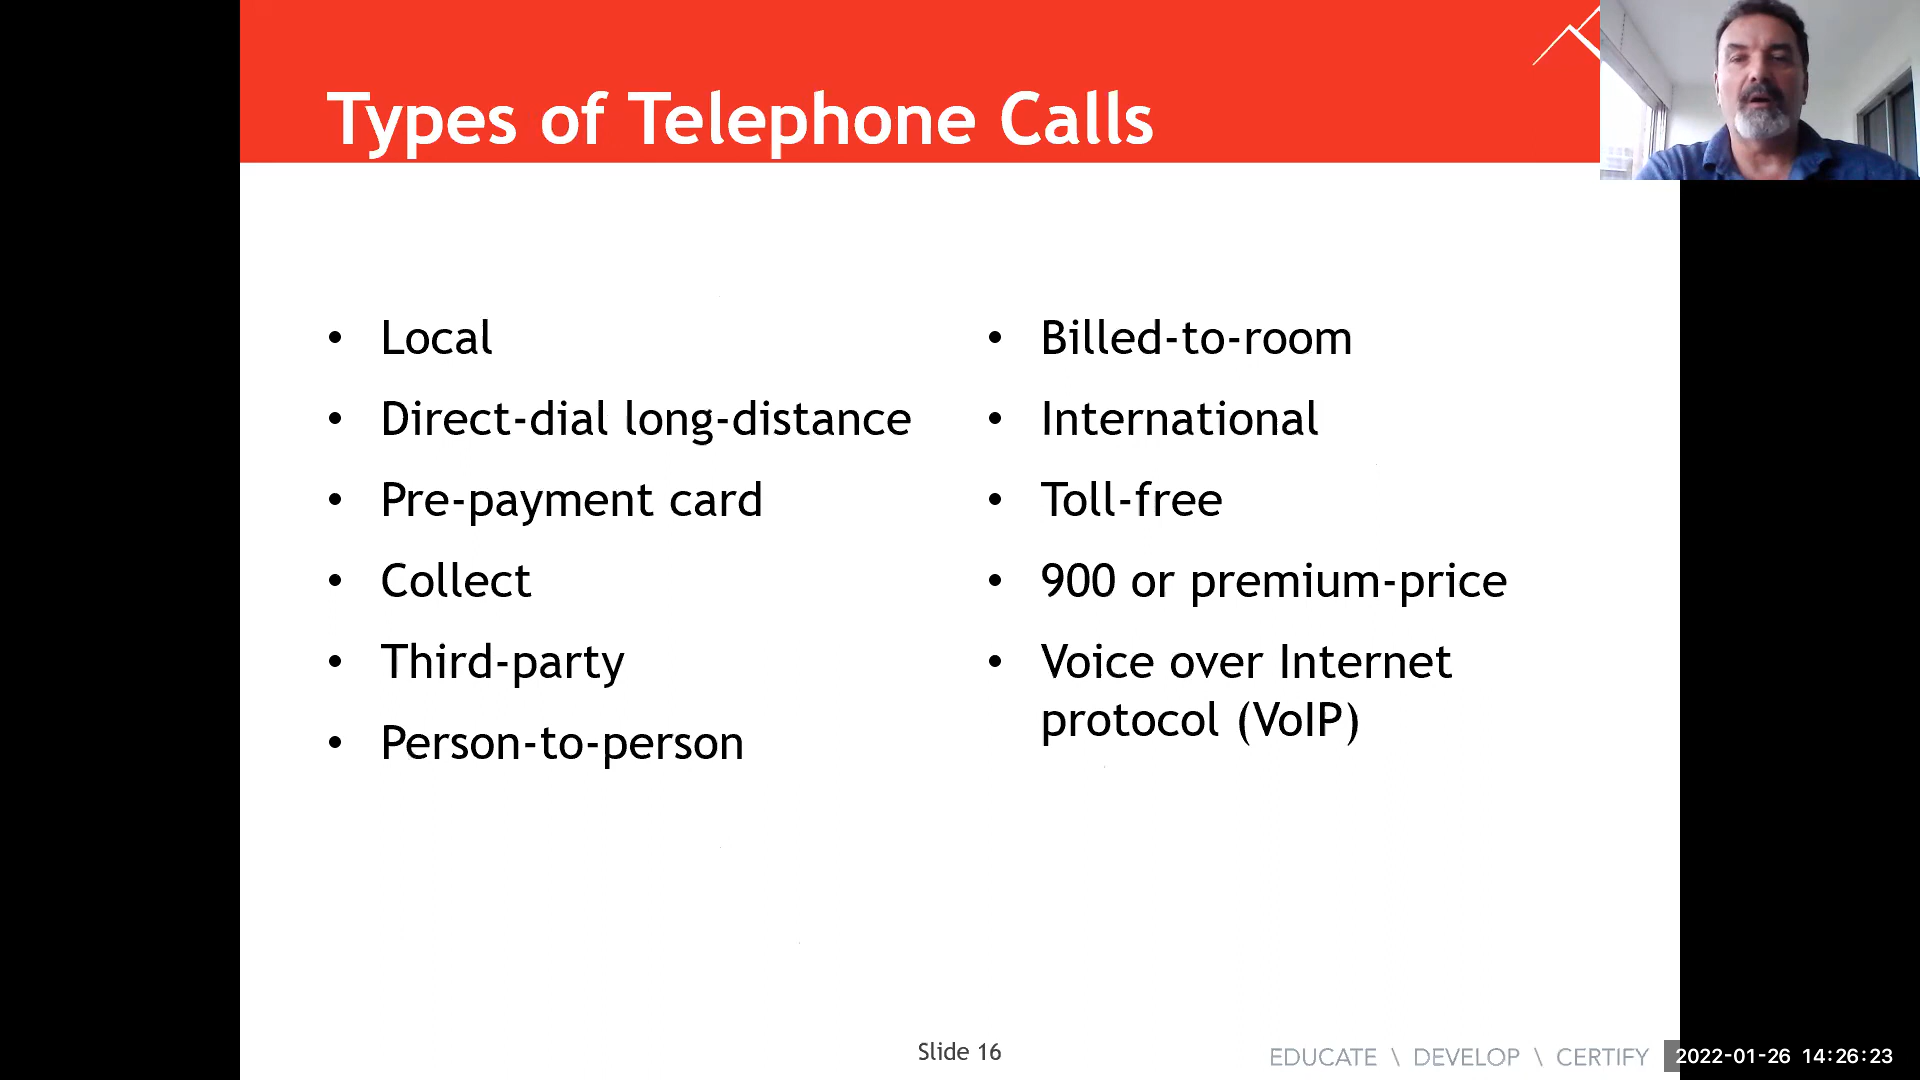 Types of Telephone Calls
• Local
• Direct-dial long-distance
• Pre-payment card
• Collect
• Third-party
• Person-to-person
• Billed-to-room
• International
• Toll-free
• 900 or premium-price
• Voice over Internet
protocol (VoIP)
Slide 16
EDUCATE \ DEVELOP \ CERTIFY
2022-01-26 14:26:23